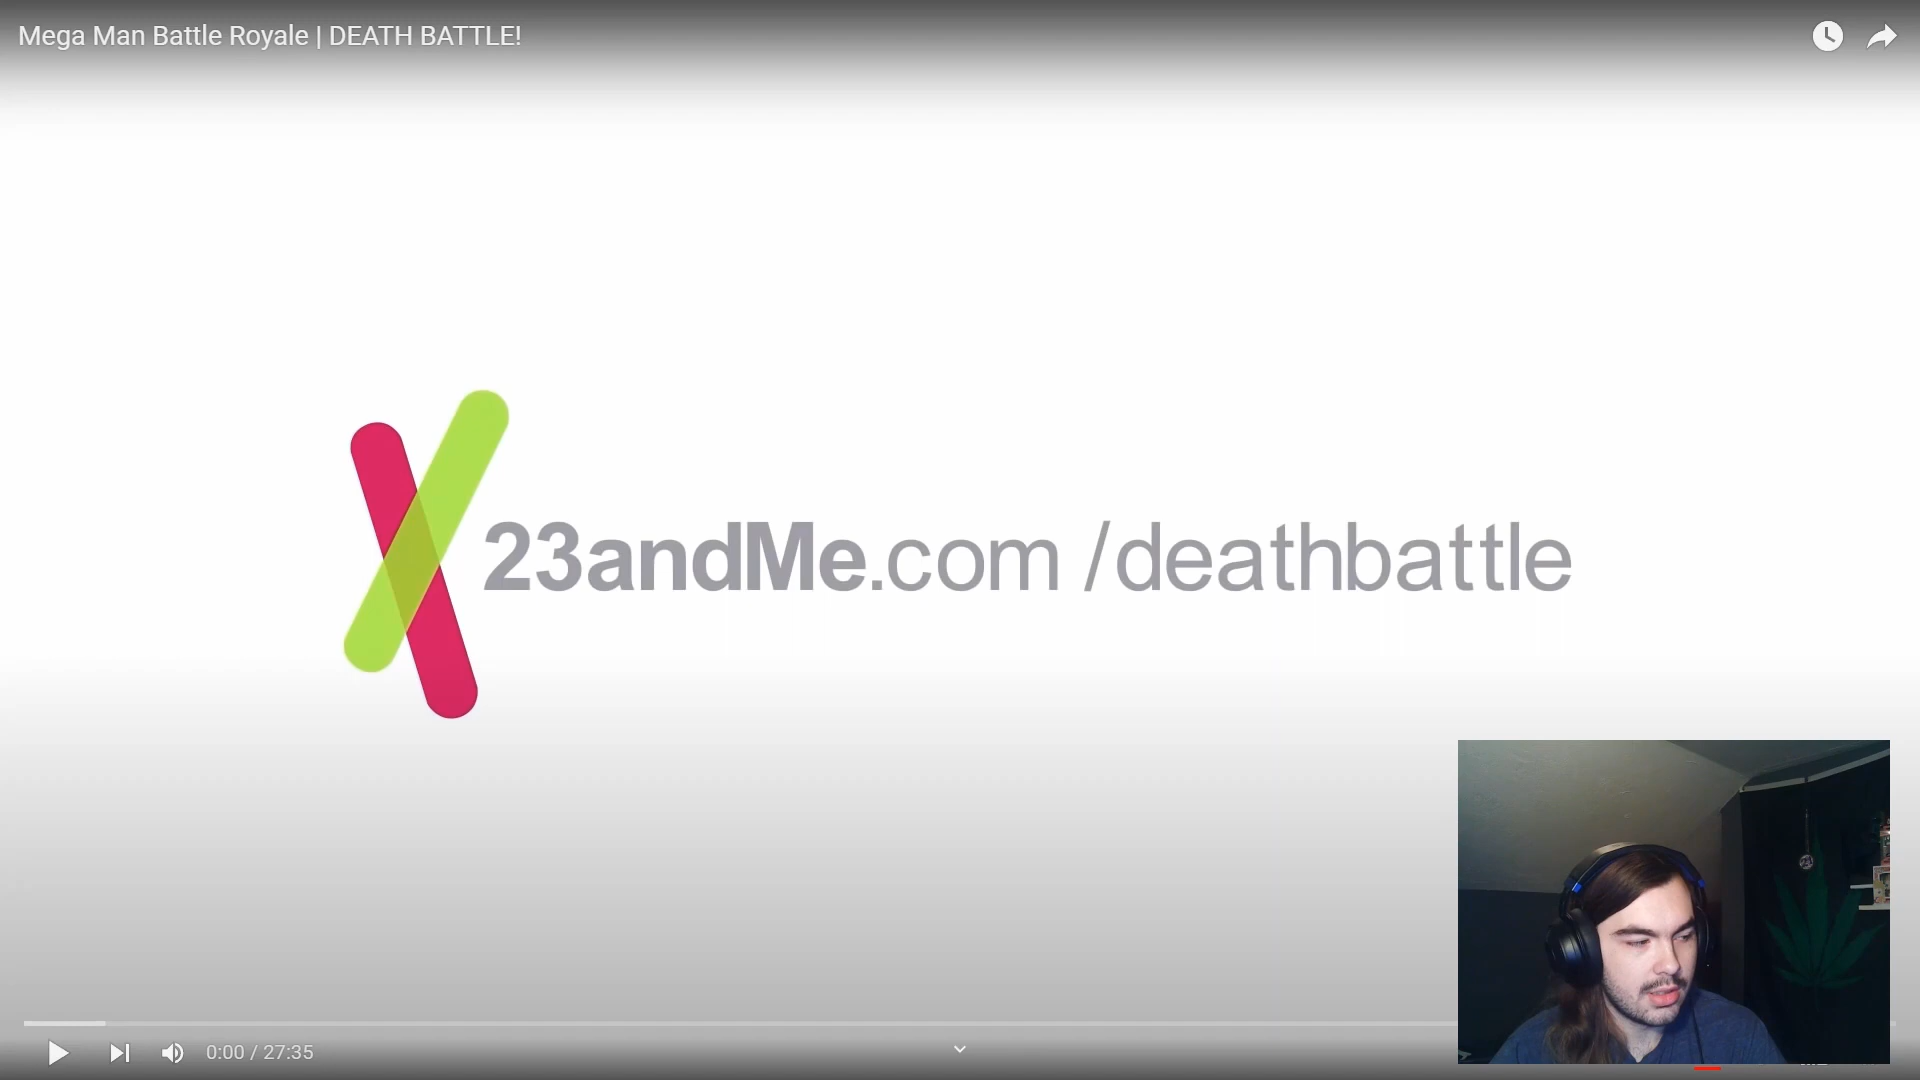 Mega Man Battle Royale | DEATH BATTLE!
23andMe.com /deathbattle
0:00 / 27:35